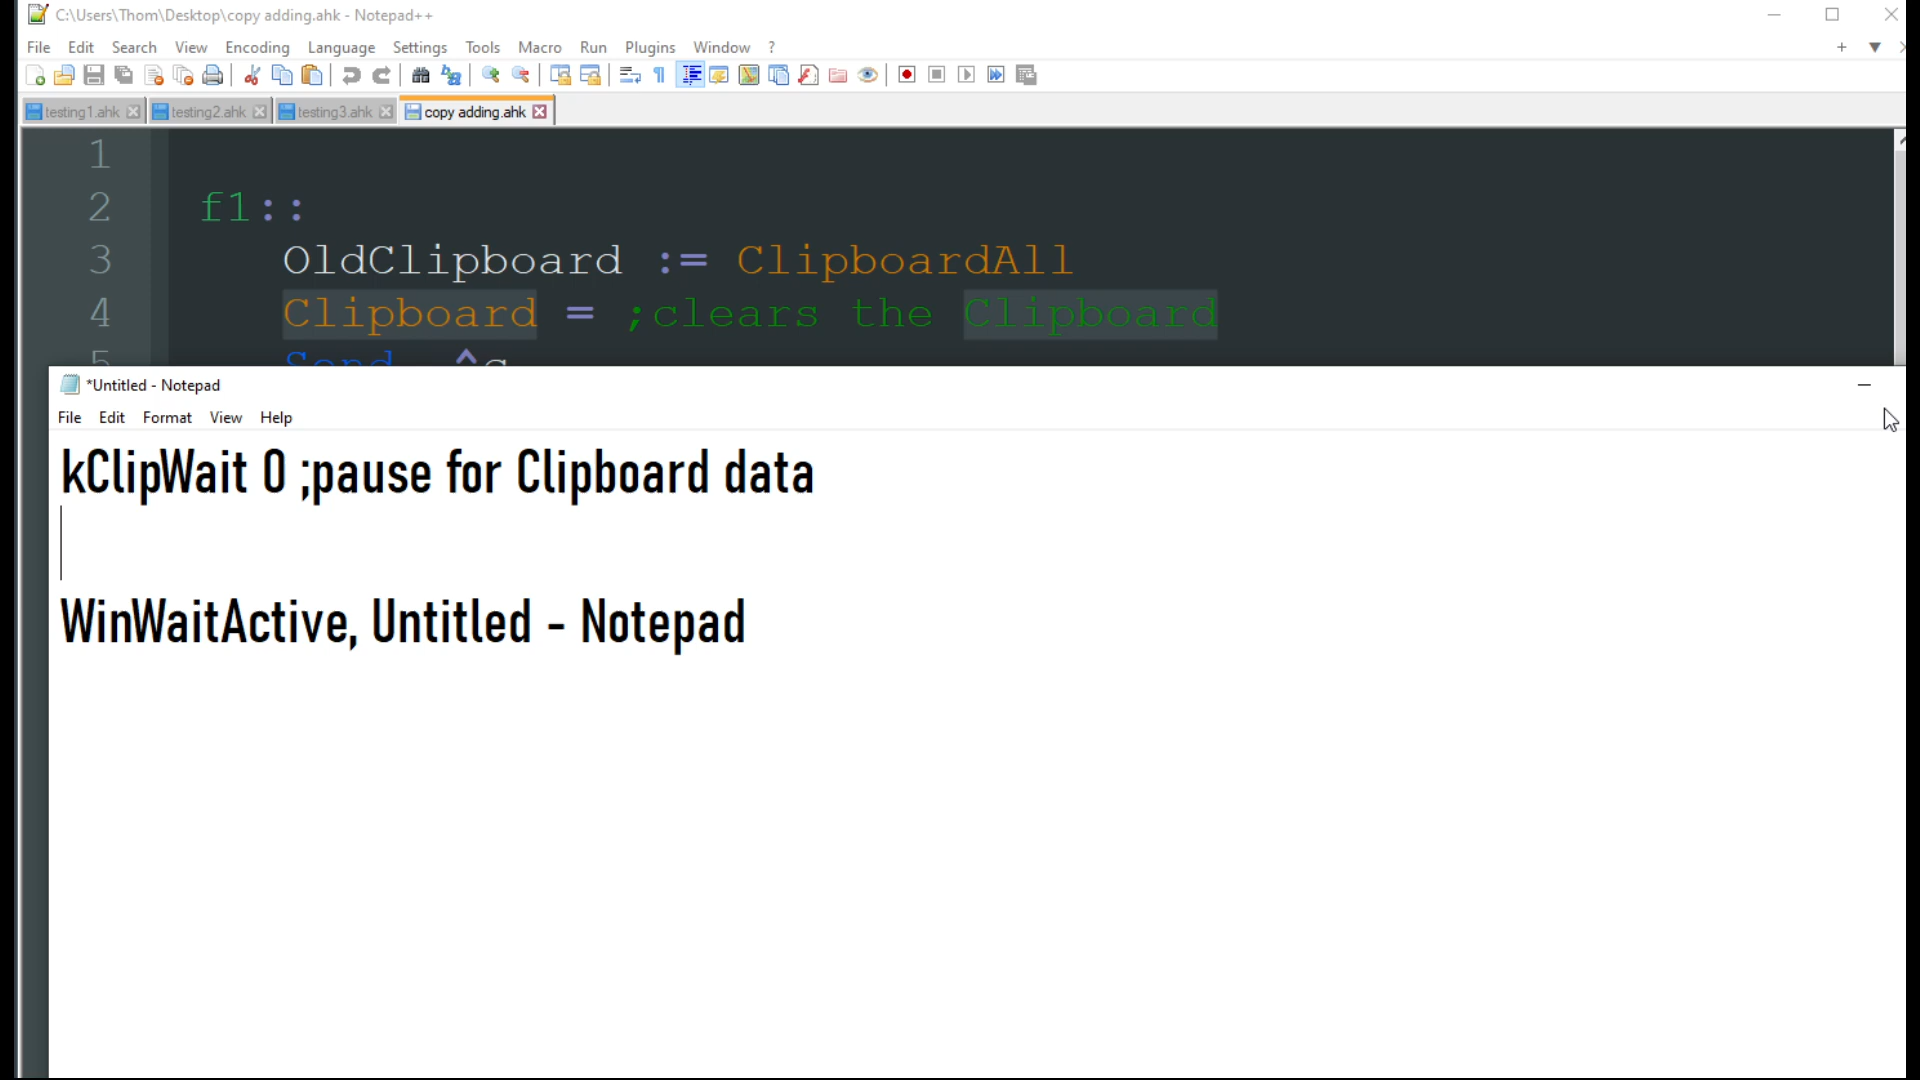 C:\Users\Thom\Desktop\copy adding.ahk - Notepad++
File Edit Search View Encoding Language Settings Tools Macro Run Plugins Window ?
testing1.ahk testing2.ahk testing3.ahk copy adding.ahk
1
2 f1::
3 OldClipboard := ClipboardAll
4 Clipboard = ;clears the Clipboard
5 Send ^c
*Untitled - Notepad
File Edit Format View Help
kClipWait 0 ;pause for Clipboard data
WinWaitActive, Untitled - Notepad